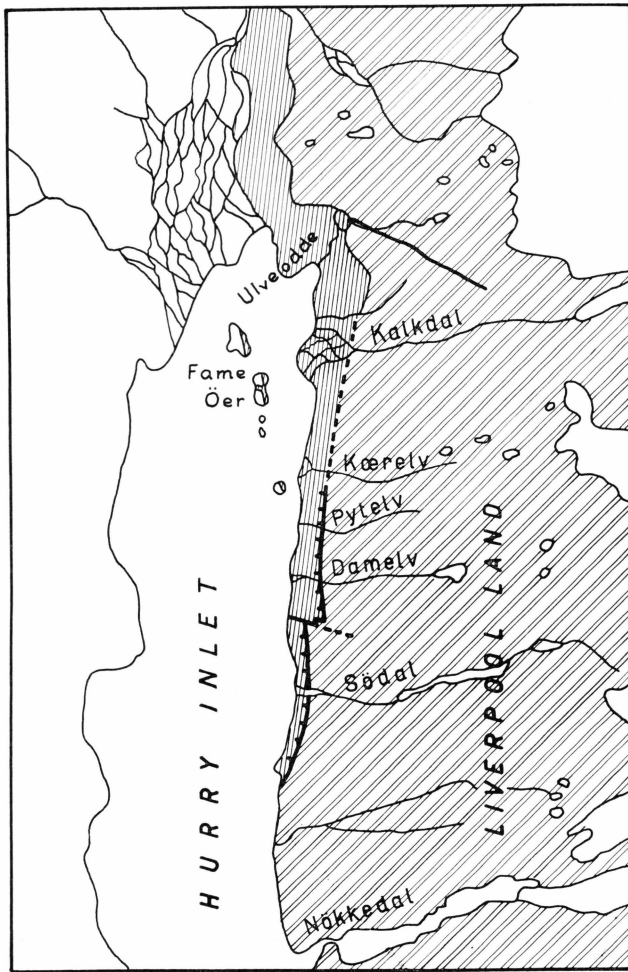 Ulveodde
Kalkdal
Fame
Öer
Kærelv
Pytelv
Damelv
Södal
HURRY INLET
LIVERPOOL LAND
Nökkedal